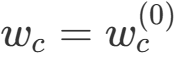 $w_c = w_c^{(0)}$